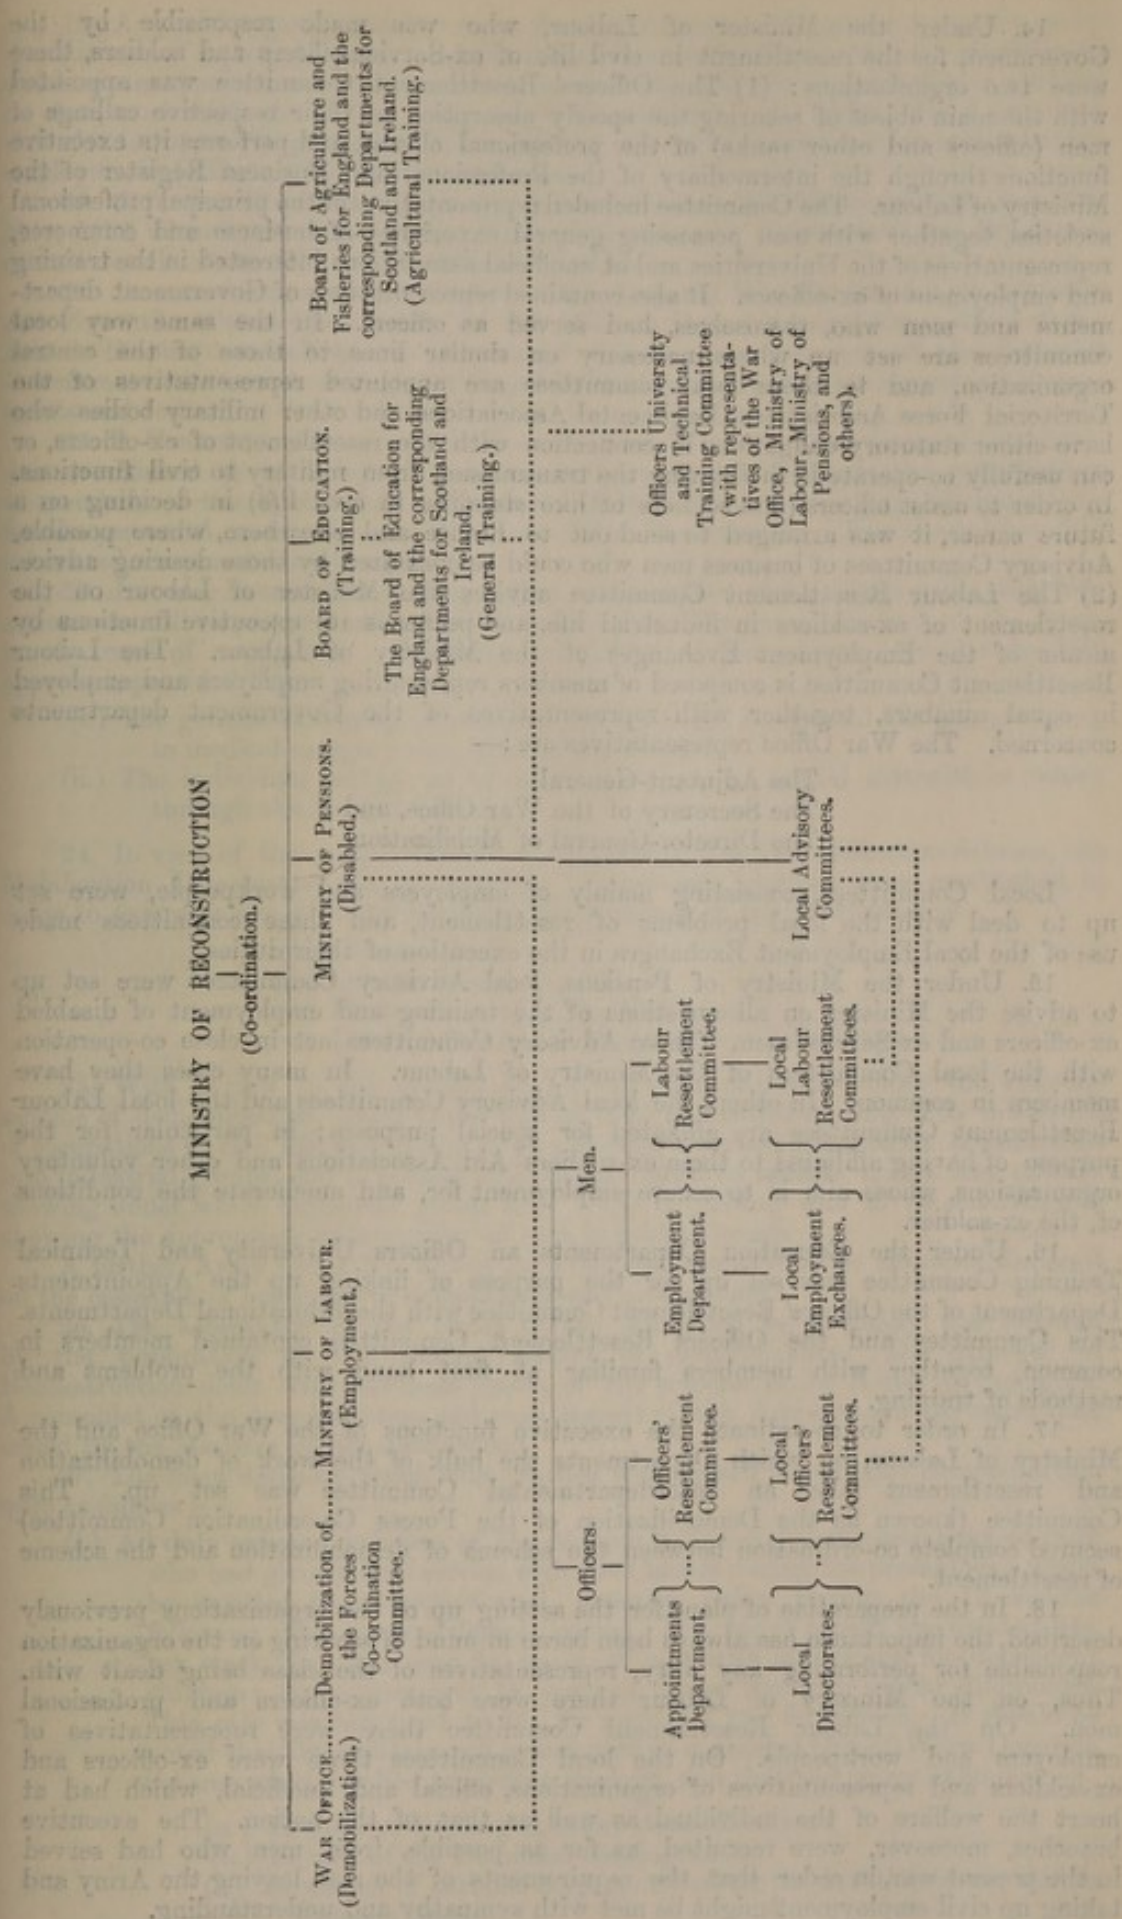 MINISTRY OF RECONSTRUCTION
(Co-ordination.)
WAR OFFICE.......Demobilization of......MINISTRY OF LABOUR.
(Demobilization.)
the Forces
Co-ordination
Committee.
(Employment.)
MINISTRY OF PENSIONS.
(Disabled.)
BOARD OF EDUCATION.
(Training.)
The Board of Education for
England and the corresponding
Departments for Scotland and
Ireland.
(General Training.)
Board of Agriculture and
Fisheries for England and the
corresponding Departments for
Scotland and Ireland.
(Agricultural Training.)
Officers.
Men.
Appointments
Department.
Officers'
Resettlement
Committee.
Employment
Department.
Labour
Resettlement
Committee.
Officers University
and Technical
Training Committee
(with representa-
tives of the War
Office, Ministry of
Labour, Ministry of
Pensions, and
others).
Local
Directorates.
Local
Officers'
Resettlement
Committees.
Local
Employment
Exchanges.
Local
Labour
Resettlement
Committees.
Local Advisory
Committees.